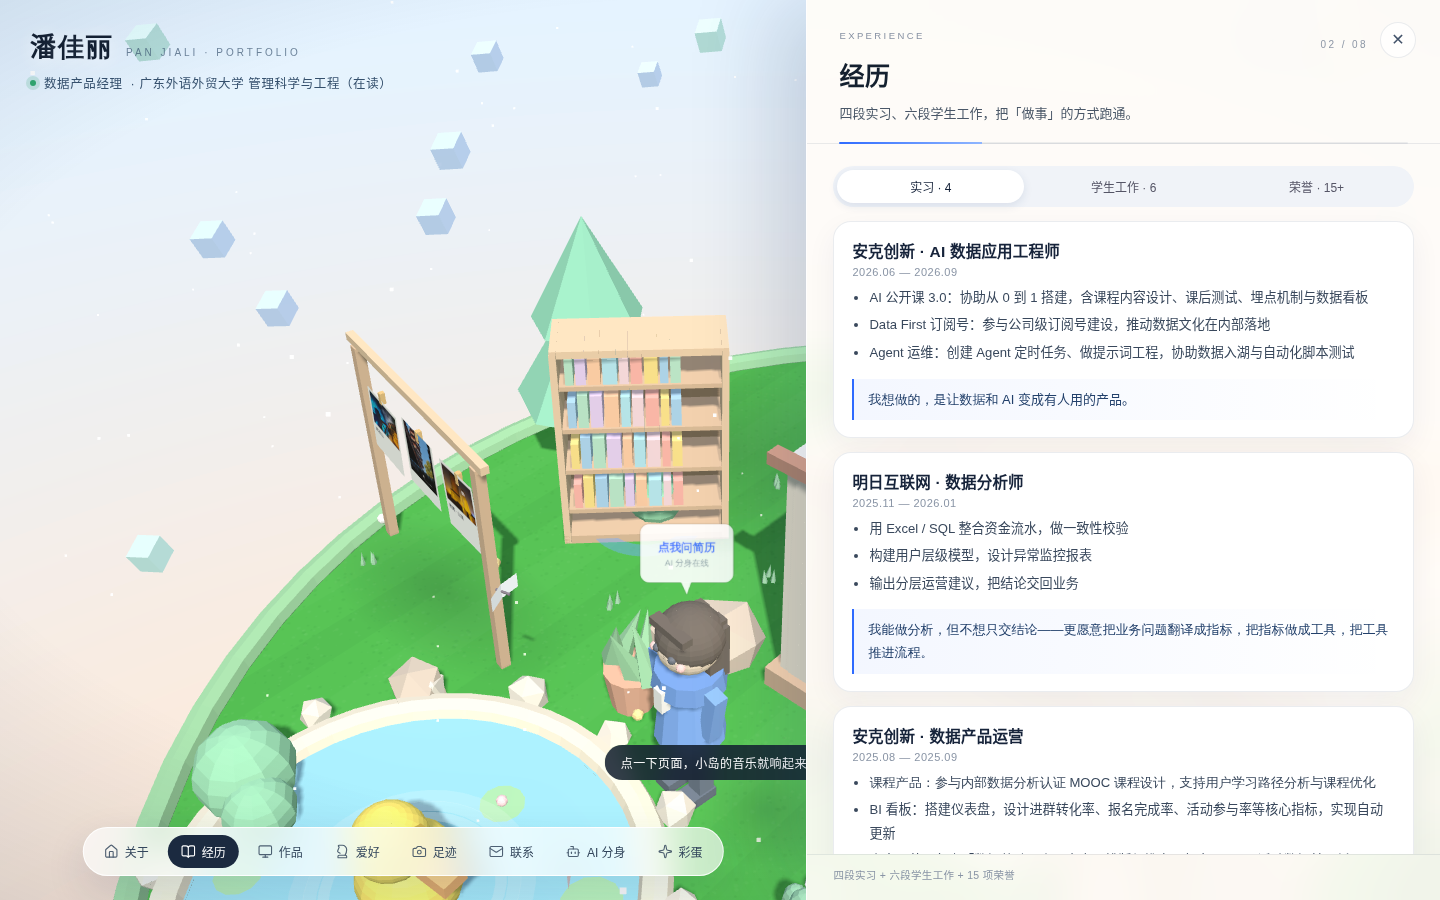 潘佳丽 PAN JIALI · PORTFOLIO
数据产品经理 · 广东外语外贸大学 管理科学与工程（在读）
点我问简历
AI 分身在线
点一下页面，小岛的音乐就响起来
关于 经历 作品 爱好 足迹 联系 AI 分身 彩蛋
EXPERIENCE
02 / 08
经历
四段实习、六段学生工作，把「做事」的方式跑通。
实习 · 4 学生工作 · 6 荣誉 · 15+
安克创新 · AI 数据应用工程师
2026.06 — 2026.09
AI 公开课 3.0：协助从 0 到 1 搭建，含课程内容设计、课后测试、埋点机制与数据看板
Data First 订阅号：参与公司级订阅号建设，推动数据文化在内部落地
Agent 运维：创建 Agent 定时任务、做提示词工程，协助数据入湖与自动化脚本测试
我想做的，是让数据和 AI 变成有人用的产品。
明日互联网 · 数据分析师
2025.11 — 2026.01
用 Excel / SQL 整合资金流水，做一致性校验
构建用户层级模型，设计异常监控报表
输出分层运营建议，把结论交回业务
我能做分析，但不想只交结论——更愿意把业务问题翻译成指标，把指标做成工具，把工具
推进流程。
安克创新 · 数据产品运营
2025.08 — 2025.09
课程产品：参与内部数据分析认证 MOOC 课程设计，支持用户学习路径分析与课程优化
BI 看板：搭建仪表盘，设计进群转化率、报名完成率、活动参与率等核心指标，实现自动
更新
四段实习 + 六段学生工作 + 15 项荣誉